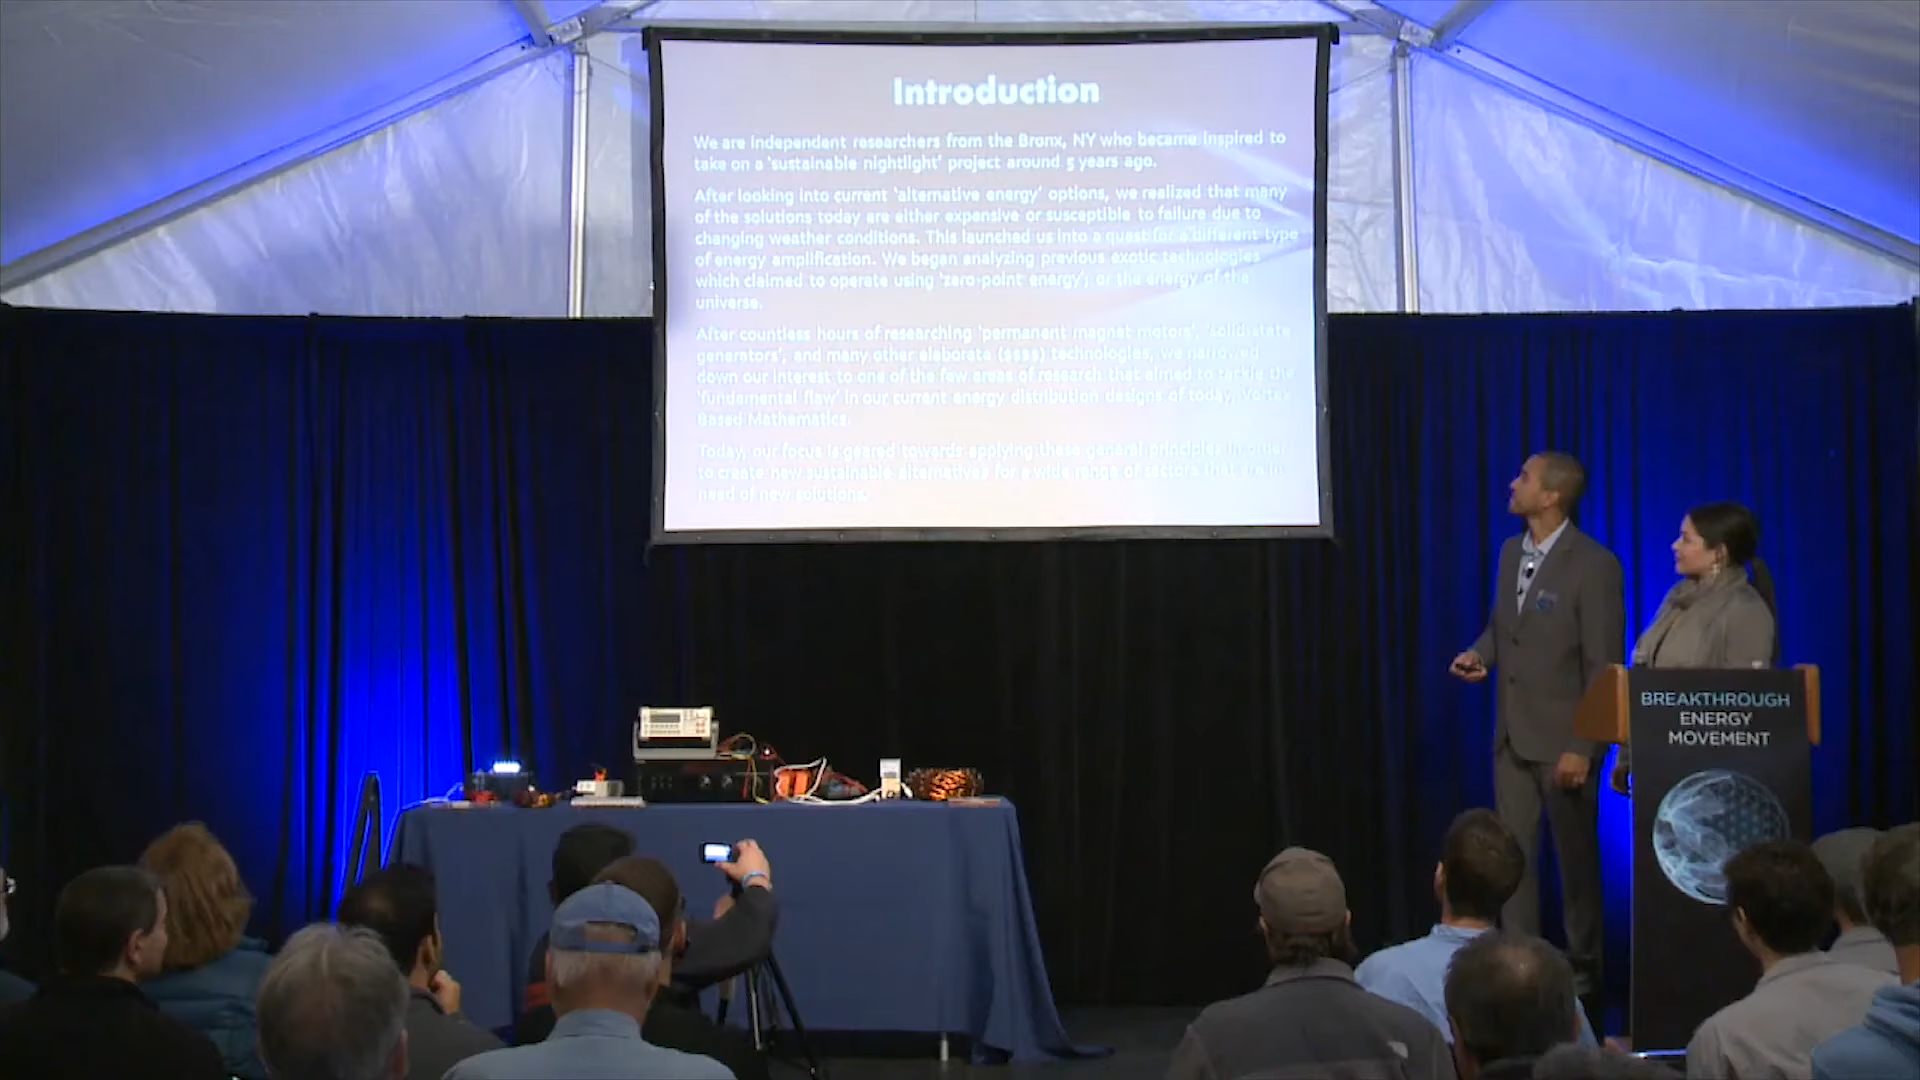 Introduction
We are independent researchers from the Bronx, NY who became inspired to
take on a 'sustainable nightlight' project around 5 years ago.
After looking into current 'alternative energy' options, we realized that many
of the solutions today are either expensive or susceptible to failure due to
changing weather conditions. This launched us into a quest for a different type
of energy amplification. We began analyzing previous exotic technologies
which claimed to operate using 'zero-point energy'; or the energy of the
universe.
After countless hours of researching 'permanent magnet motors', 'solid state
generators', and many other elaborate ($$$$) technologies, we narrowed
down our interest to one of the few areas of research that aimed to tackle the
'fundamental flaw' in our current energy distribution designs of today, Vortex
Based Mathematics.
Today, our focus is geared towards applying these general principles in order
to create new sustainable alternatives for a wide range of sectors that are in
need of new solutions.
BREAKTHROUGH
ENERGY
MOVEMENT